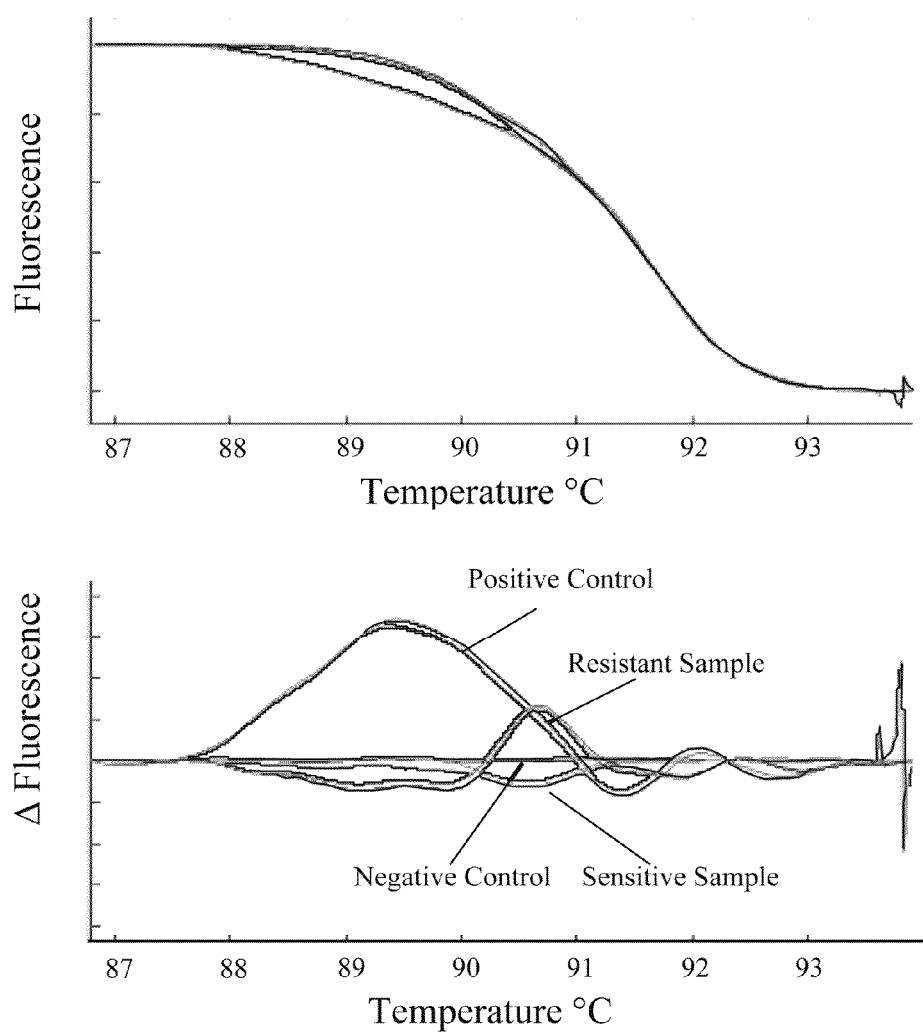 Fluorescence
87 88 89 90 91 92 93
Temperature °C
Δ Fluorescence
Positive Control
Resistant Sample
Negative Control
Sensitive Sample
87 88 89 90 91 92 93
Temperature °C